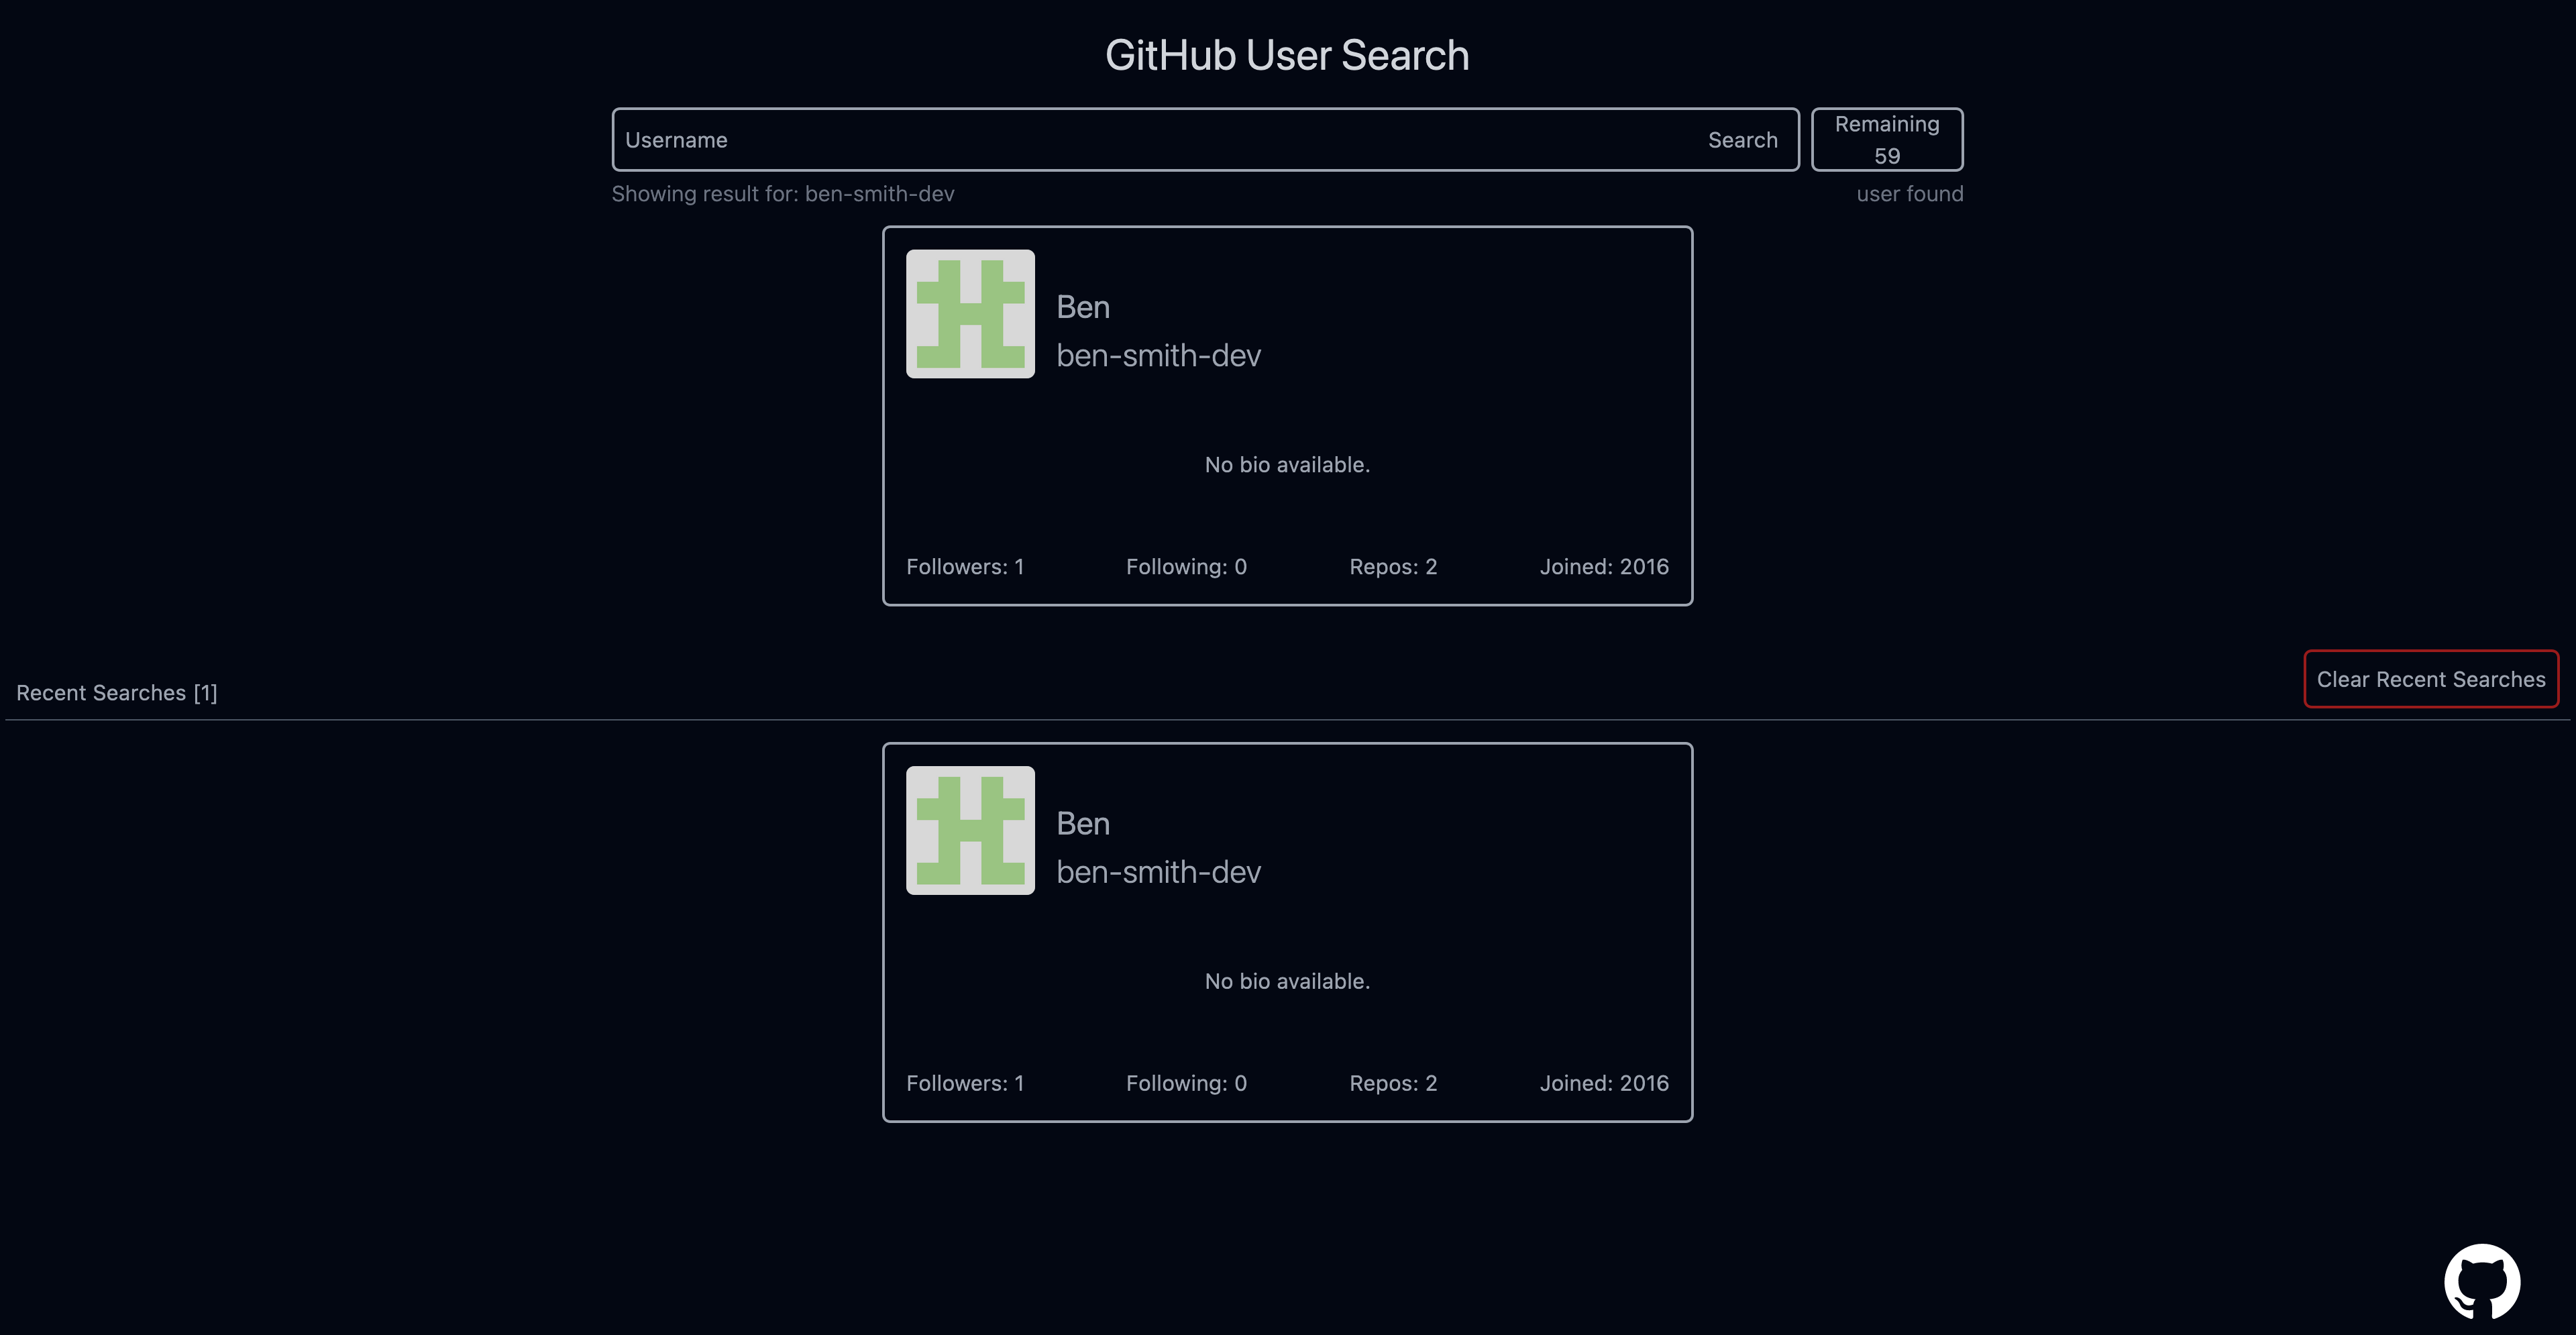 GitHub User Search
Username Search
Remaining
59
Showing result for: ben-smith-dev user found
Ben
ben-smith-dev
No bio available.
Followers: 1 Following: 0 Repos: 2 Joined: 2016
Recent Searches [1] Clear Recent Searches
Ben
ben-smith-dev
No bio available.
Followers: 1 Following: 0 Repos: 2 Joined: 2016